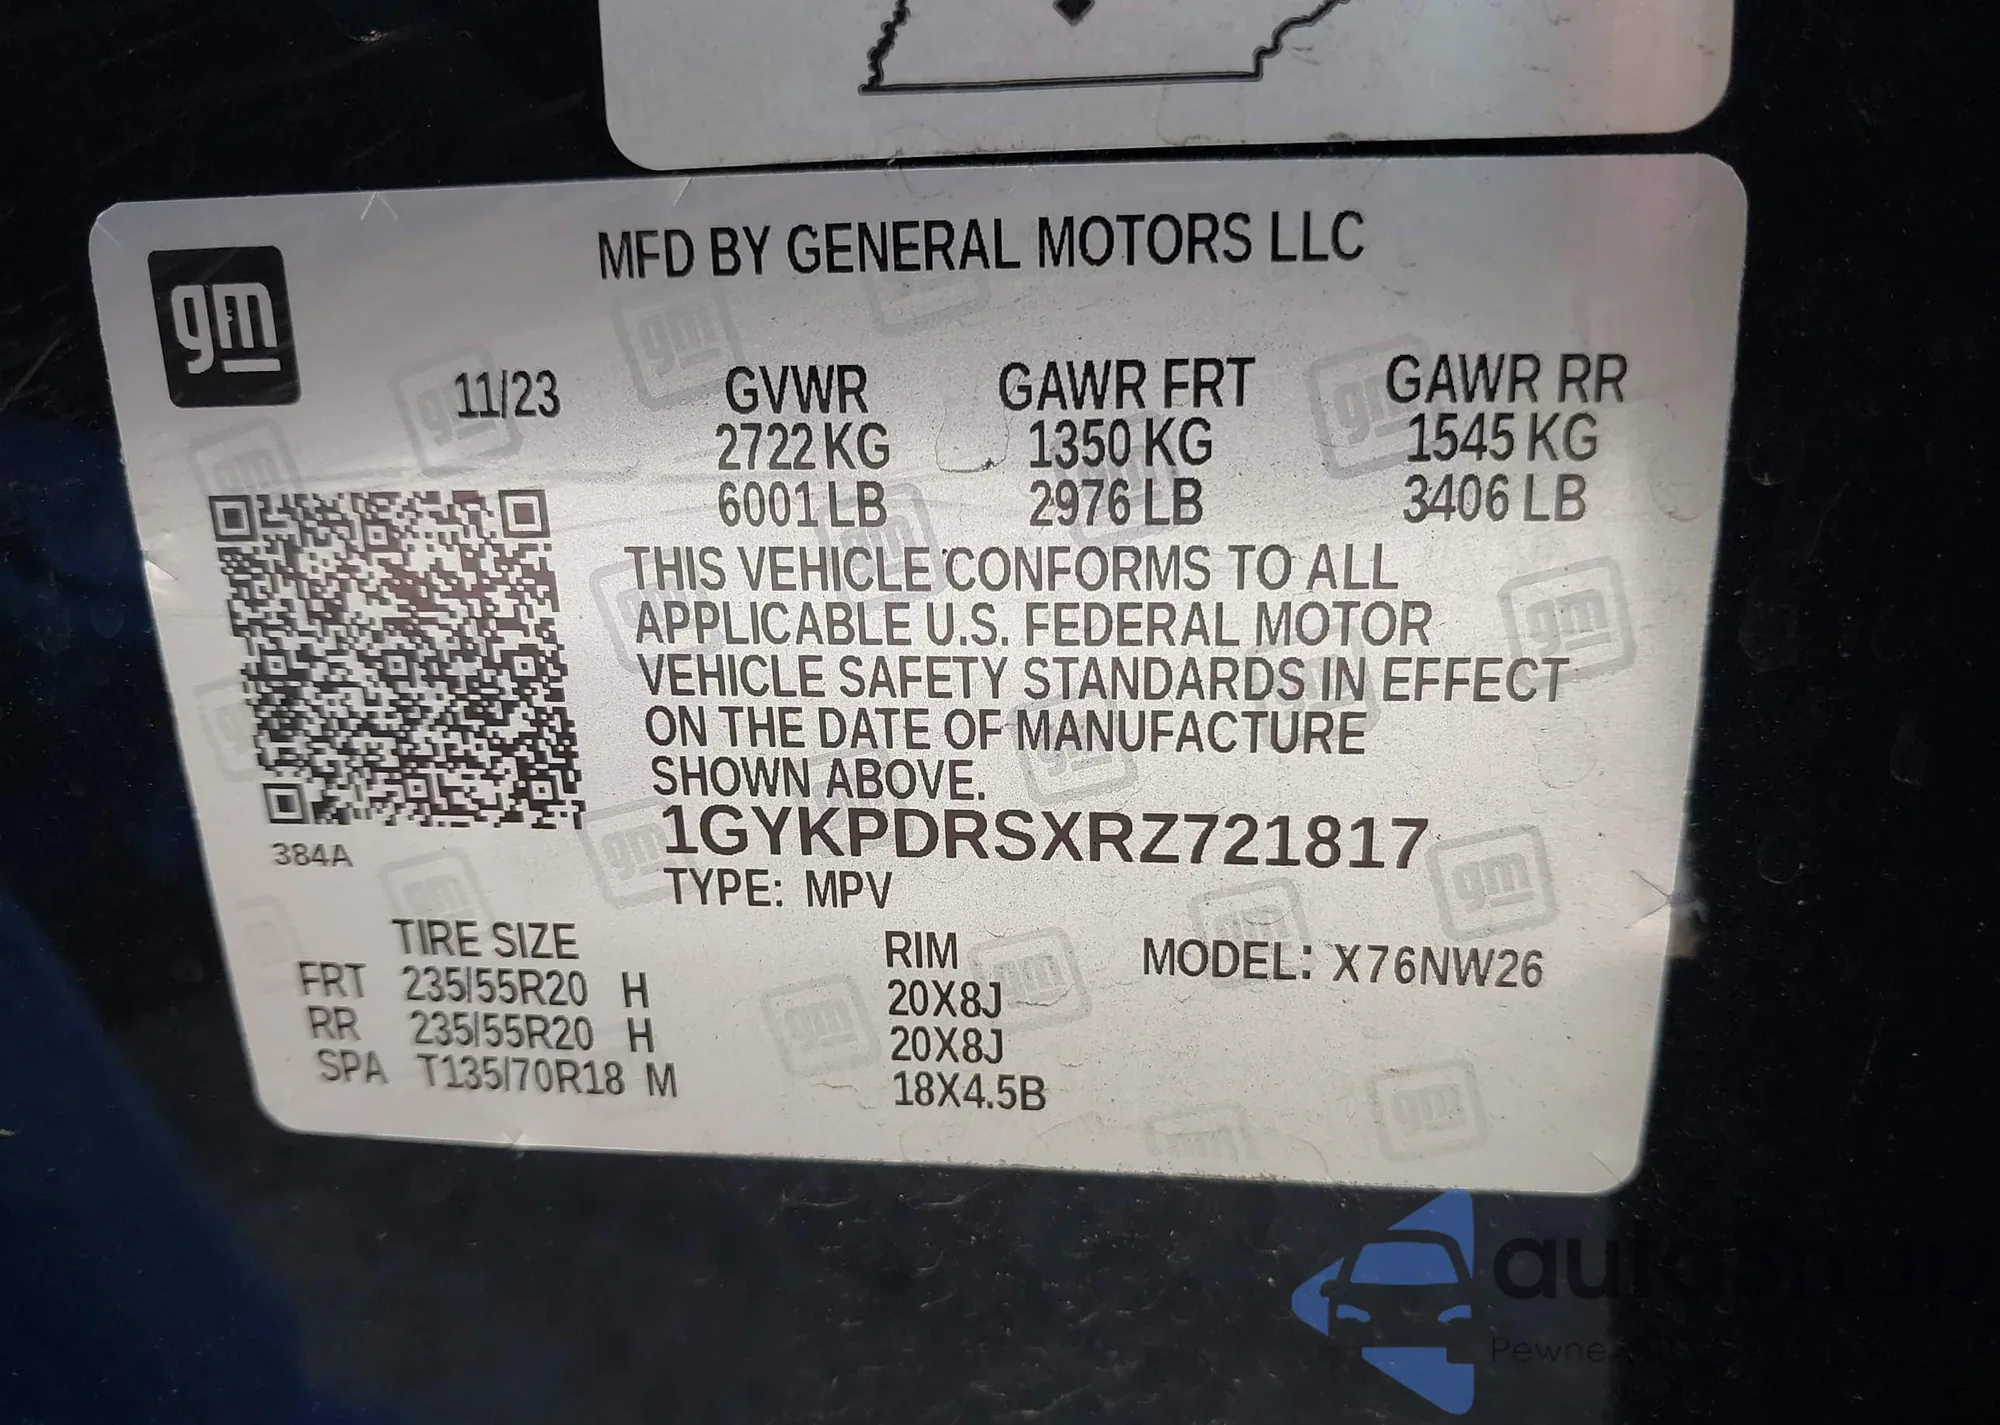 MFD BY GENERAL MOTORS LLC
gm
11/23 GVWR GAWR FRT GAWR RR
2722 KG 1350 KG 1545 KG
6001 LB 2976 LB 3406 LB
THIS VEHICLE CONFORMS TO ALL
APPLICABLE U.S. FEDERAL MOTOR
VEHICLE SAFETY STANDARDS IN EFFECT
ON THE DATE OF MANUFACTURE
SHOWN ABOVE.
1GYKPDRSXRZ721817
384A
TYPE: MPV
TIRE SIZE RIM MODEL: X76NW26
FRT 235/55R20 H 20X8J
RR 235/55R20 H 20X8J
SPA T135/70R18 M 18X4.5B